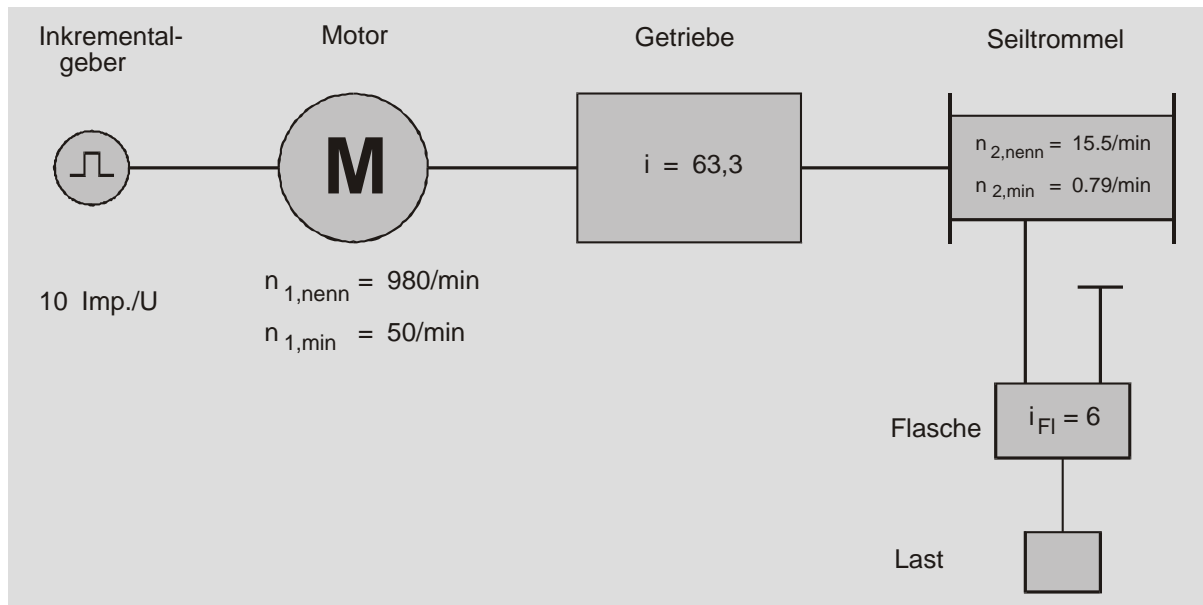 Inkremental-
geber
Motor
Getriebe
Seiltrommel
M
i = 63,3
n 2,nenn = 15.5/min
n 2,min = 0.79/min
10 Imp./U
n 1,nenn = 980/min
n 1,min = 50/min
Flasche
i Fl = 6
Last